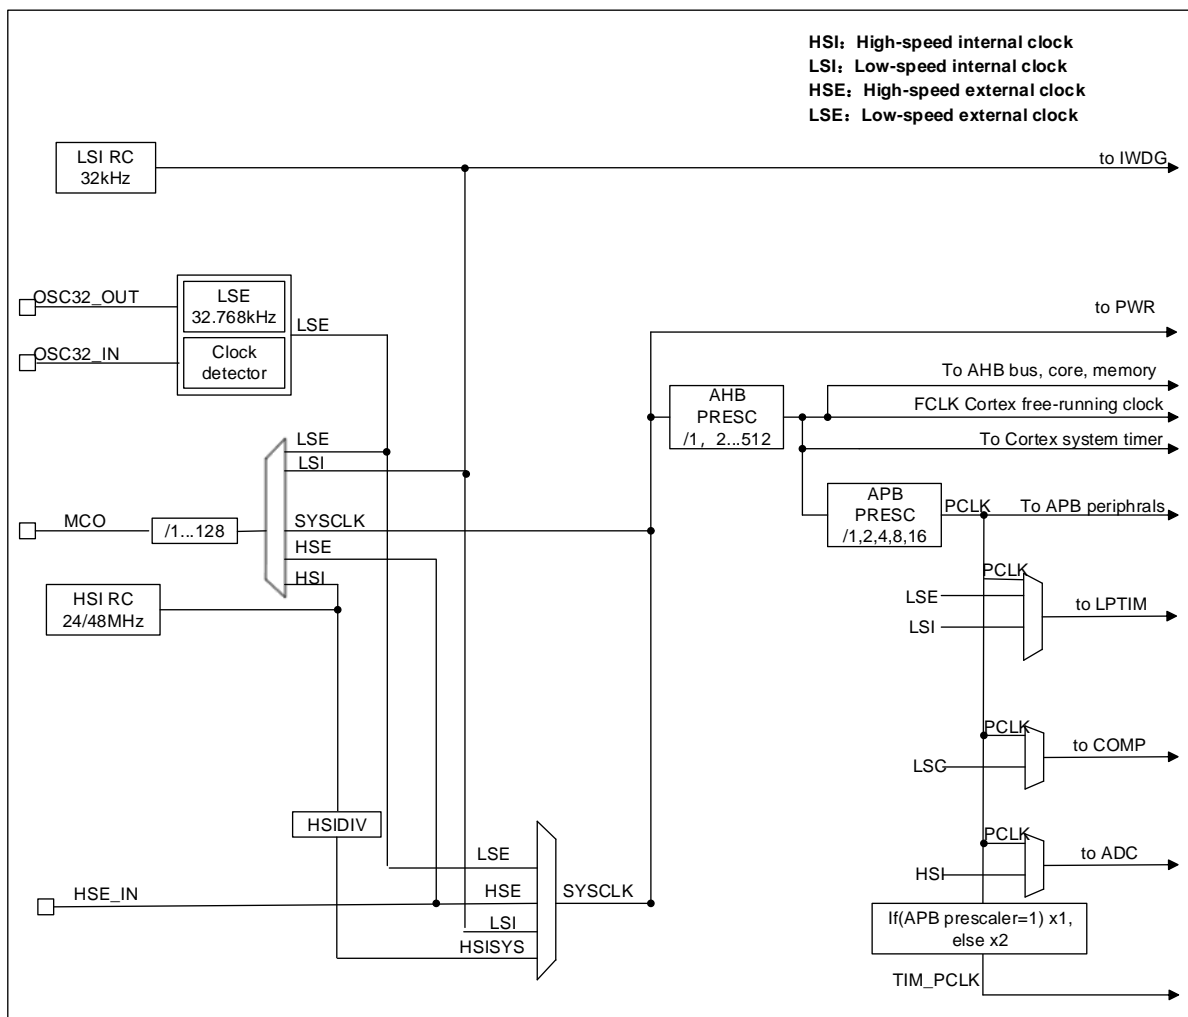 HSI：High-speed internal clock
LSI：Low-speed internal clock
HSE：High-speed external clock
LSE：Low-speed external clock
LSI RC
32kHz
to IWDG
OSC32_OUT
LSE
32.768kHz
LSE
OSC32_IN
Clock
detector
to PWR
To AHB bus, core, memory
AHB
PRESC
/1，2...512
FCLK Cortex free-running clock
To Cortex system timer
LSE
LSI
MCO
/1...128
SYSCLK
HSE
HSI
APB
PRESC
/1,2,4,8,16
PCLK
To APB periphrals
HSI RC
24/48MHz
PCLK
LSE
LSI
to LPTIM
PCLK
LSC
to COMP
HSIDIV
PCLK
HSI
to ADC
LSE
HSE_IN
HSE
SYSCLK
LSI
HSISYS
If(APB prescaler=1) x1,
else x2
TIM_PCLK